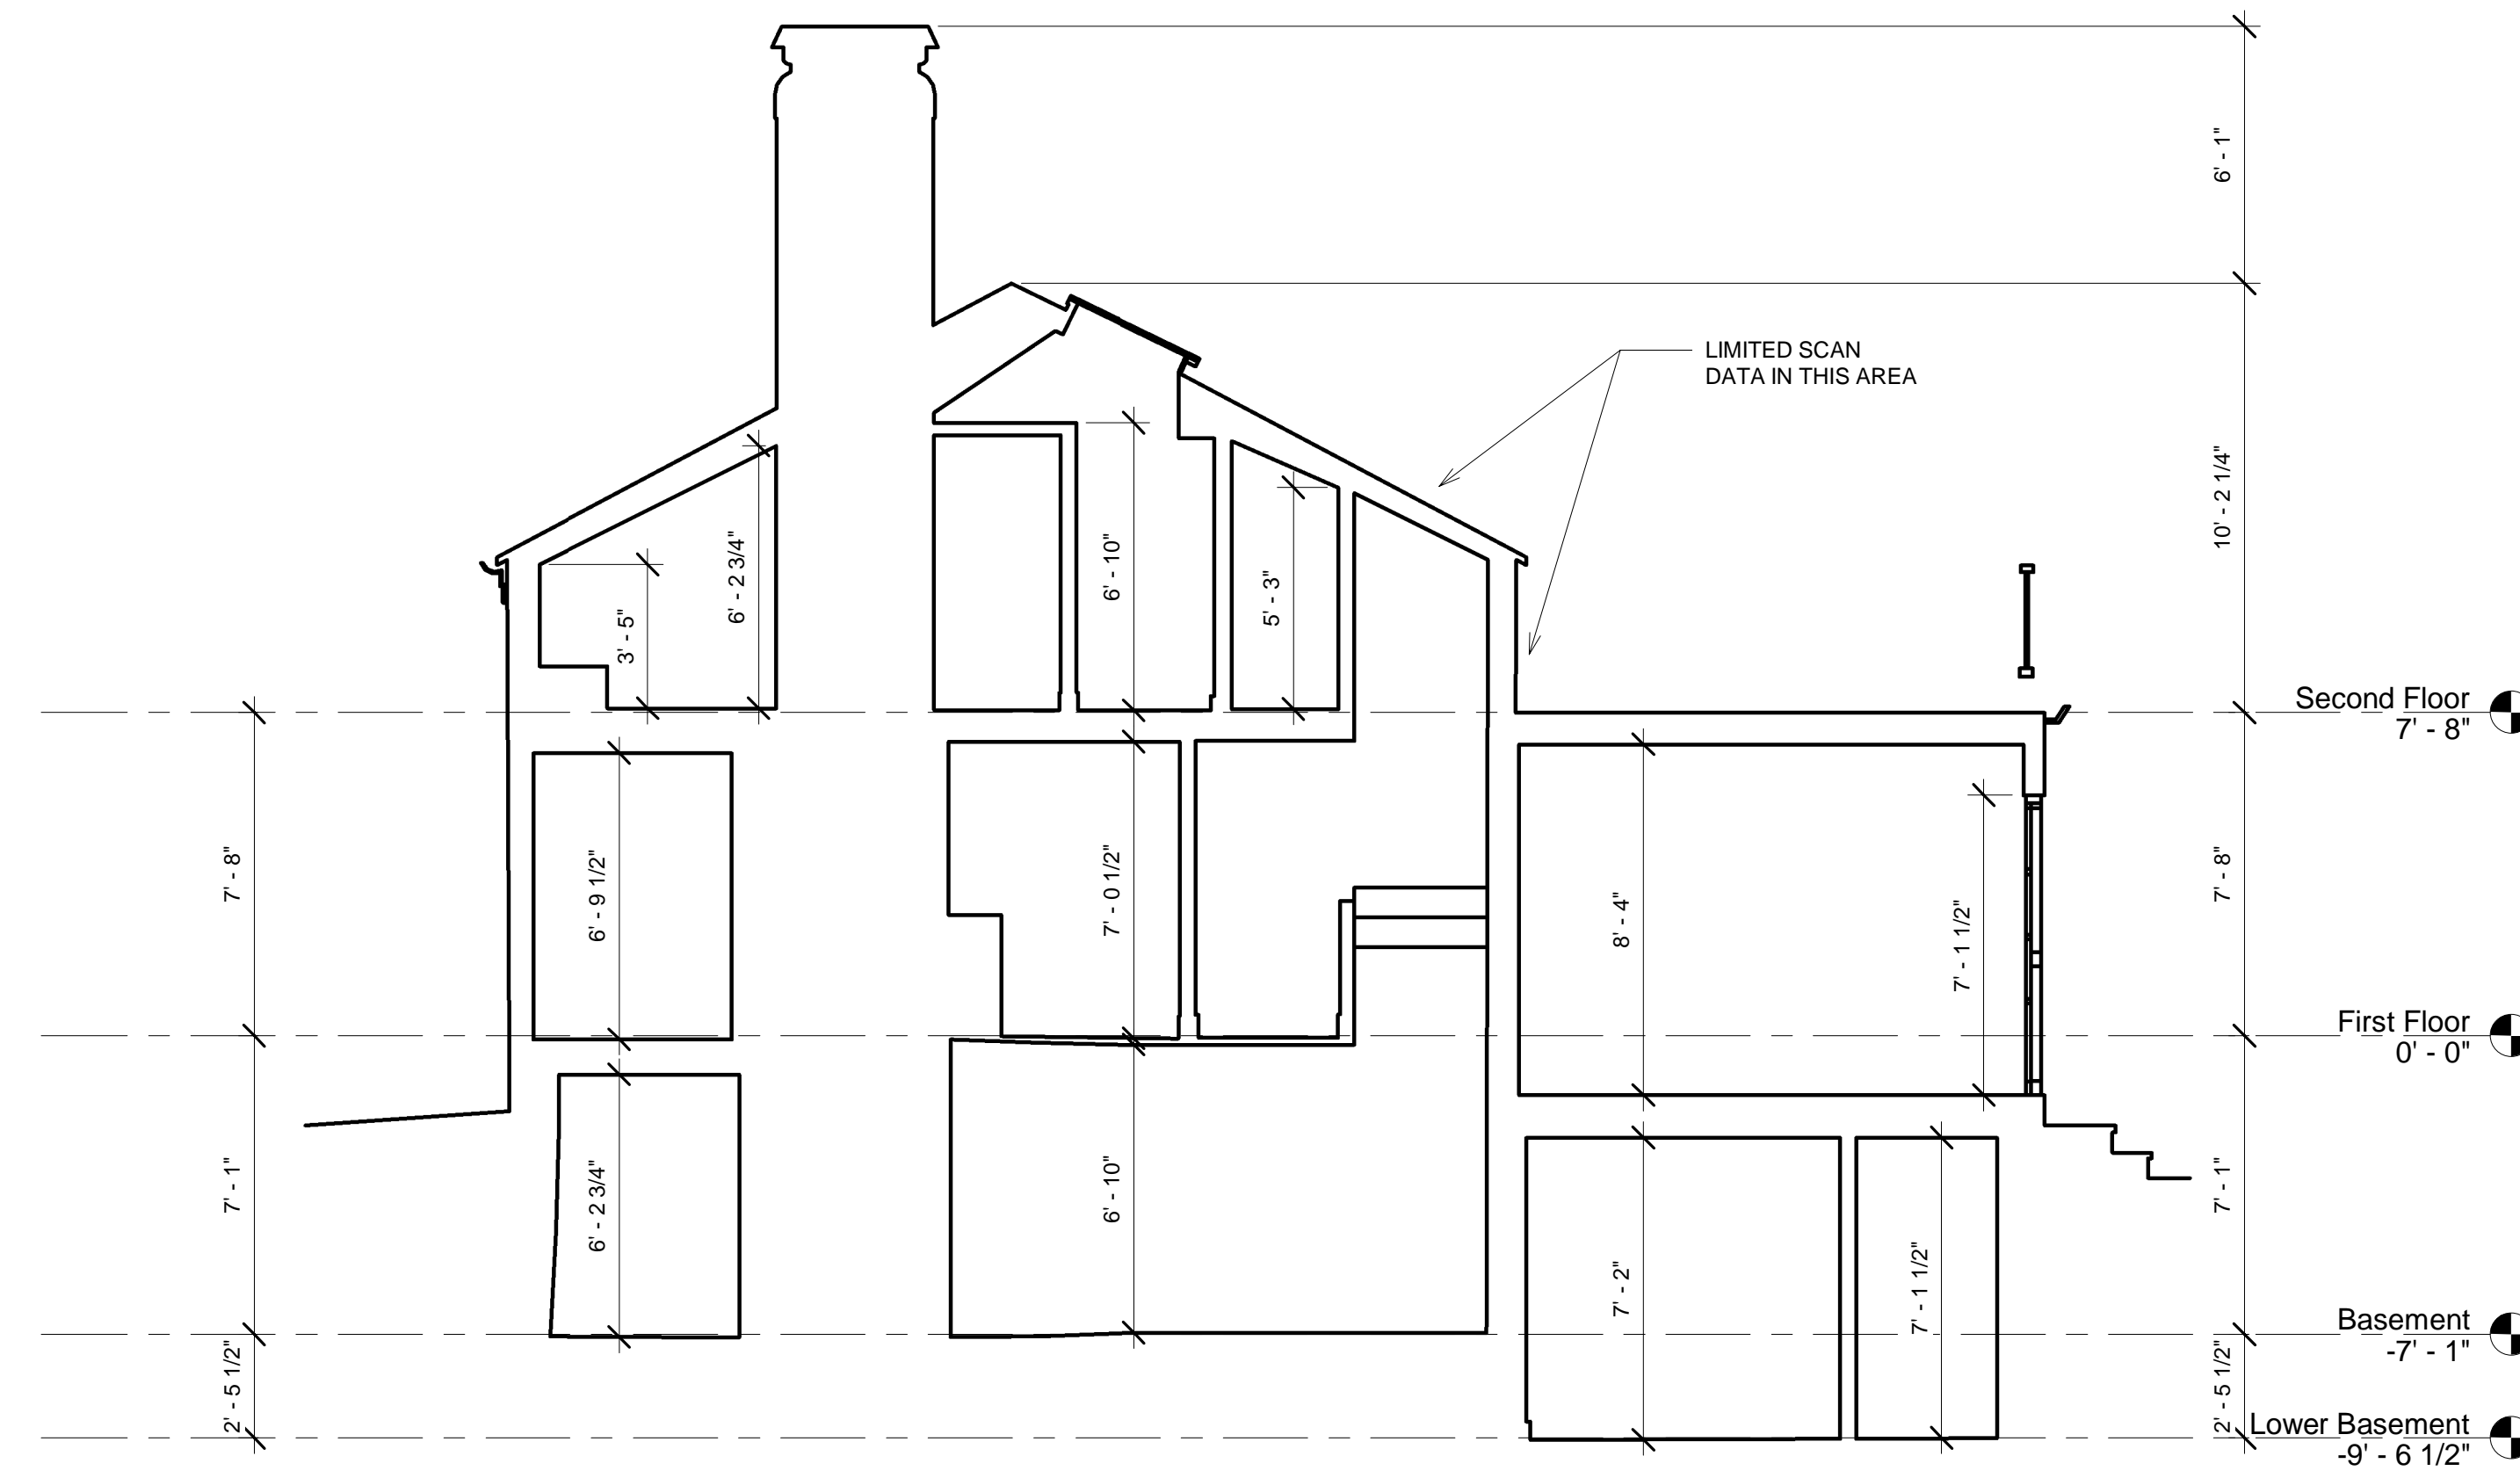 6' - 1"
LIMITED SCAN
DATA IN THIS AREA
10' - 2 1/4"
6' - 10"
6' - 2 3/4"
5' - 3"
3' - 5"
Second Floor
7' - 8"
7' - 8"
6' - 9 1/2"
7' - 0 1/2"
8' - 4"
7' - 1 1/2"
7' - 8"
First Floor
0' - 0"
7' - 1"
6' - 2 3/4"
6' - 10"
7' - 2"
7' - 1 1/2"
7' - 1"
Basement
-7' - 1"
2' - 5 1/2"
2' - 5 1/2"
Lower Basement
-9' - 6 1/2"